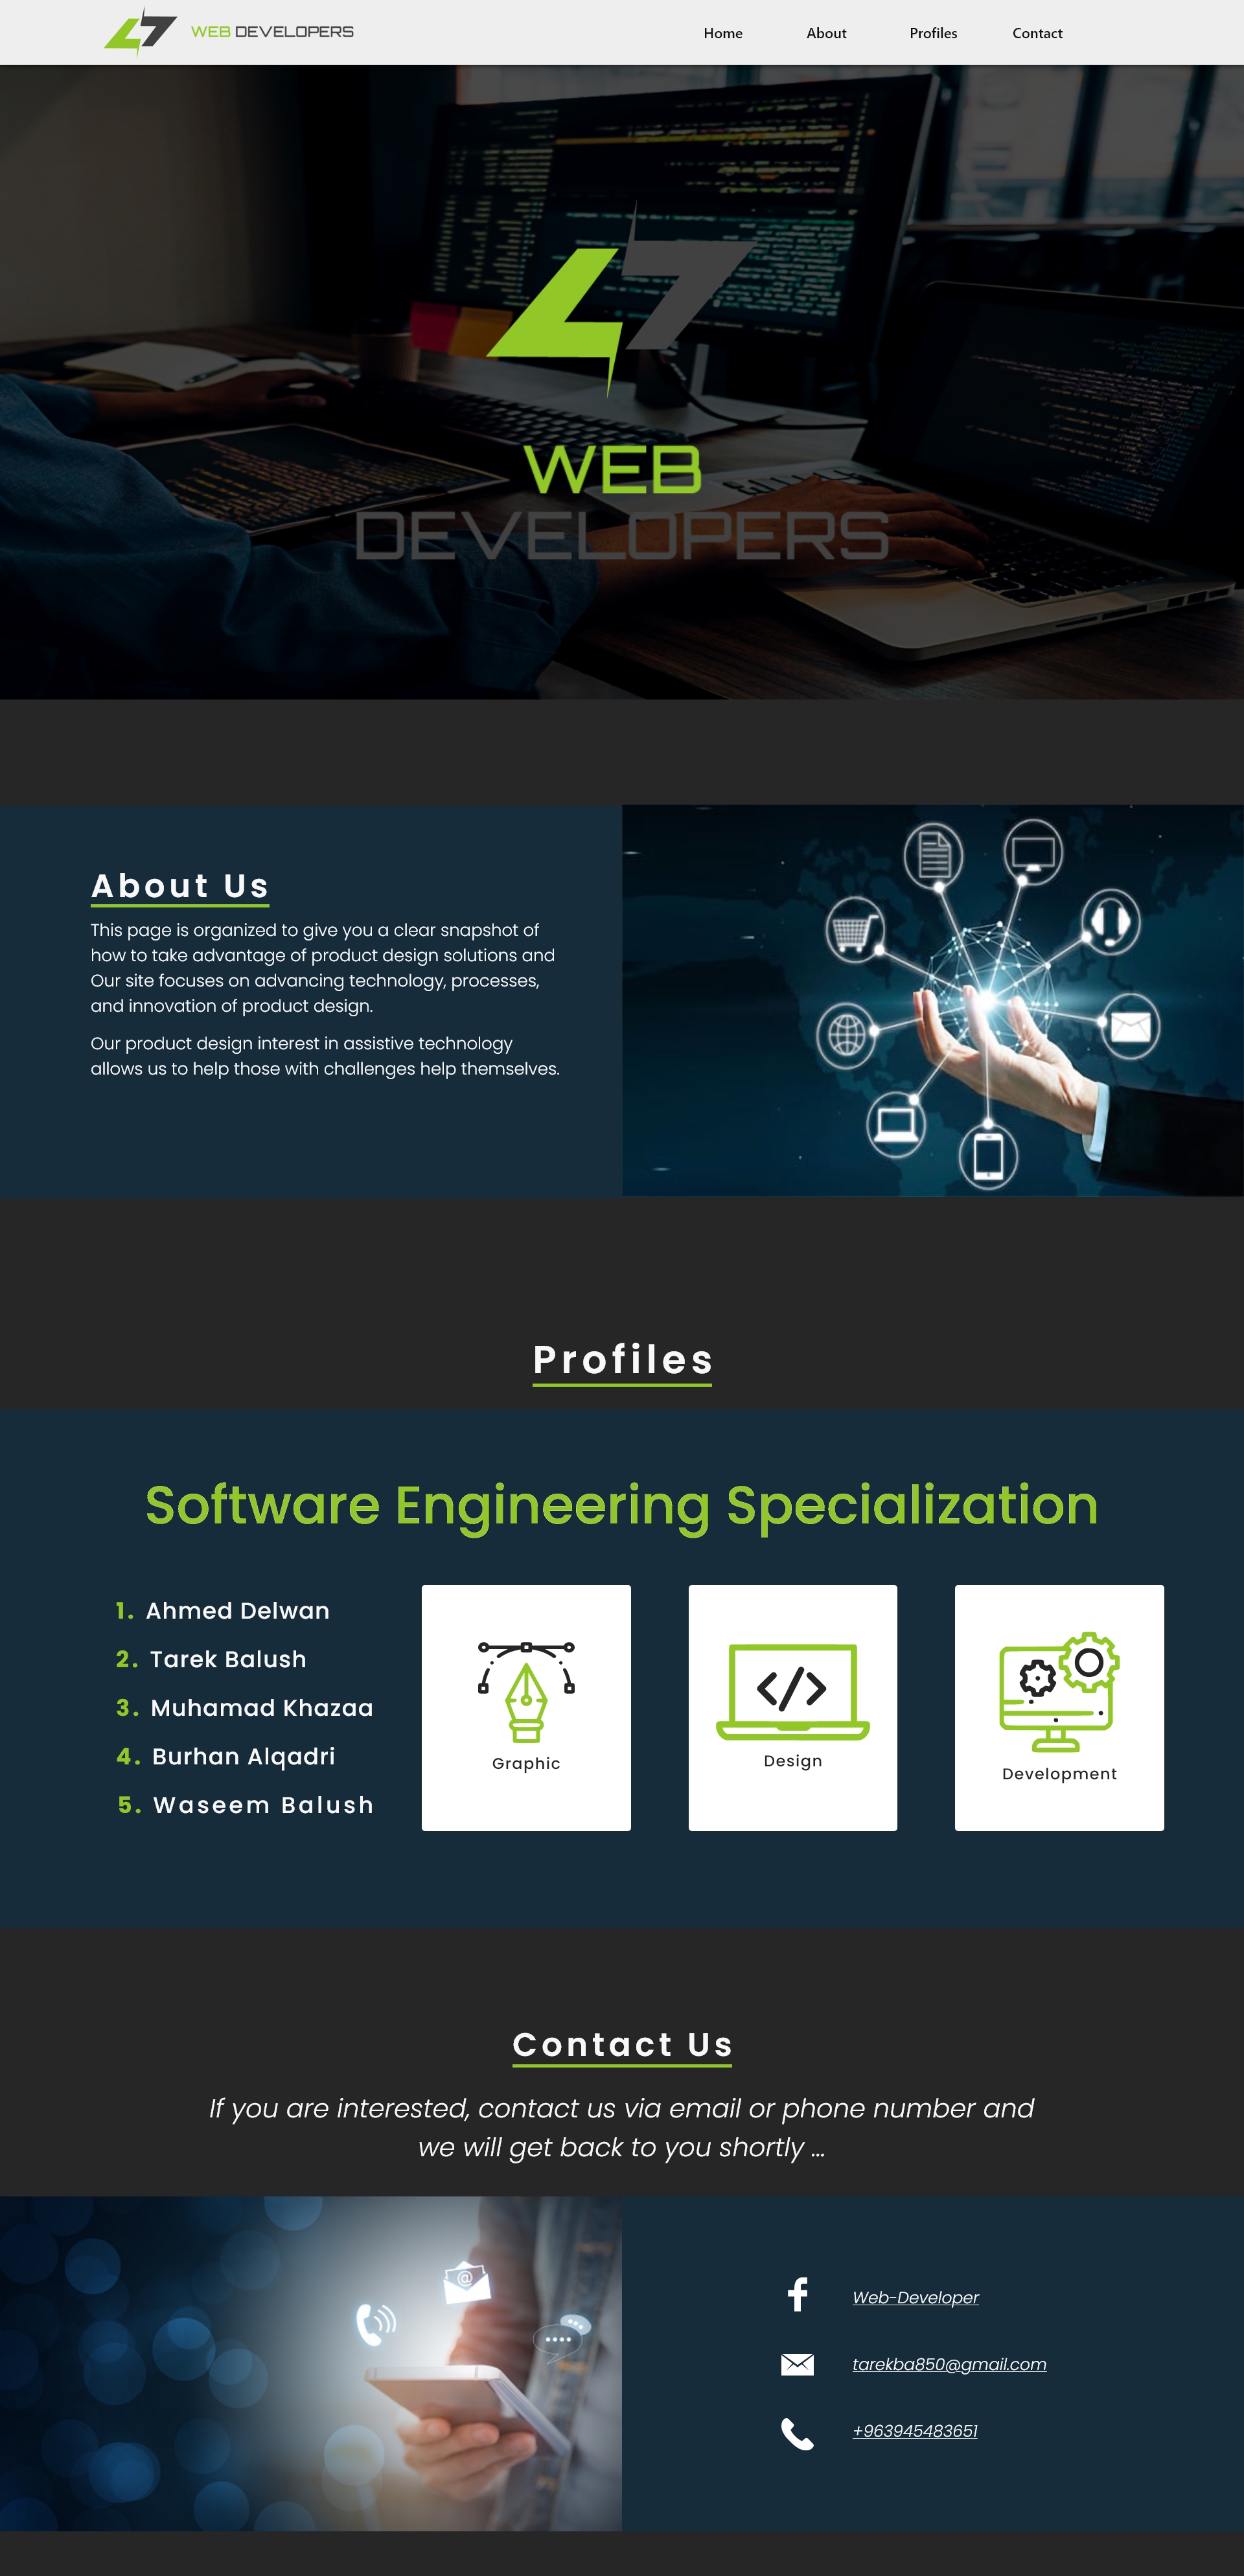 WEB DEVELOPERS
Home About Profiles Contact
WEB
DEVELOPERS
About Us
This page is organized to give you a clear snapshot of
how to take advantage of product design solutions and
Our site focuses on advancing technology, processes,
and innovation of product design.
Our product design interest in assistive technology
allows us to help those with challenges help themselves.
Profiles
Software Engineering Specialization
1. Ahmed Delwan
2. Tarek Balush
3. Muhamad Khazaa
4. Burhan Alqadri
5. Waseem Balush
Graphic
Design
Development
Contact Us
If you are interested, contact us via email or phone number and
we will get back to you shortly ...
Web-Developer
tarekba850@gmail.com
+963945483651